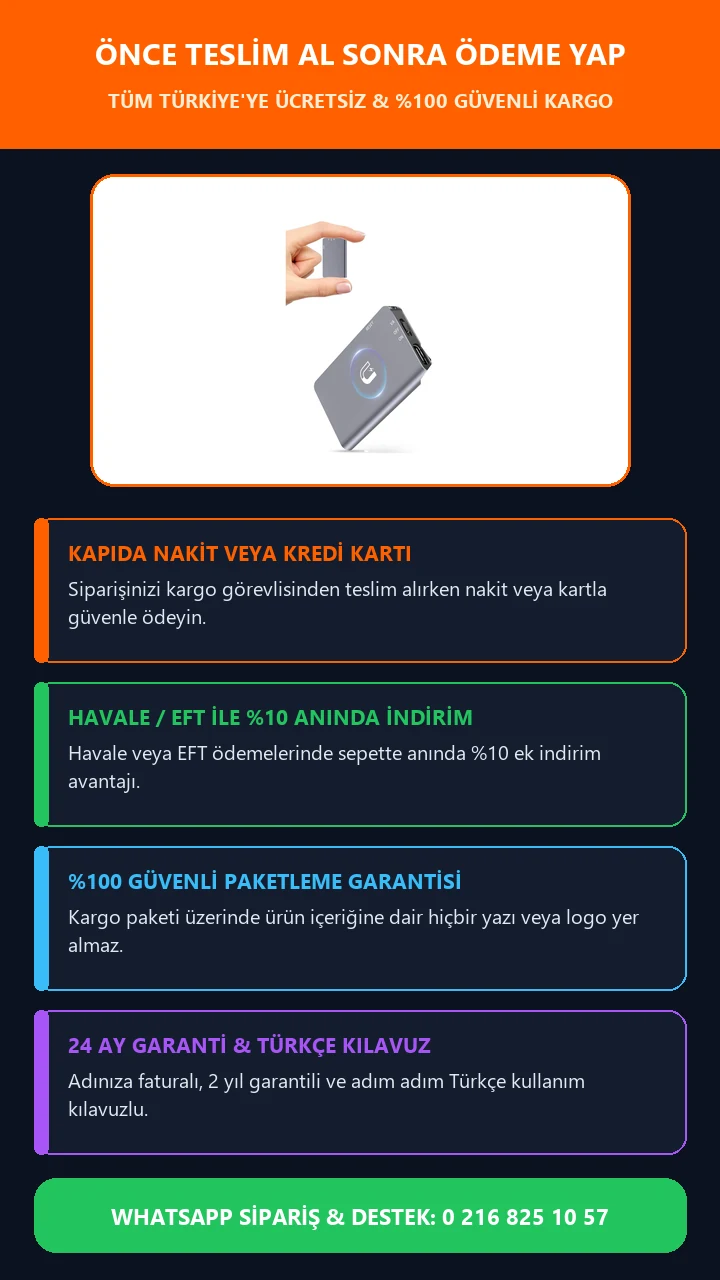 ÖNCE TESLİM AL SONRA ÖDEME YAP
TÜM TÜRKİYE'YE ÜCRETSİZ & %100 GÜVENLİ KARGO
KAPIDA NAKİT VEYA KREDİ KARTI
Siparişinizi kargo görevlisinden teslim alırken nakit veya kartla
güvenle ödeyin.
HAVALE / EFT İLE %10 ANINDA İNDİRİM
Havale veya EFT ödemelerinde sepette anında %10 ek indirim
avantajı.
%100 GÜVENLİ PAKETLEME GARANTİSİ
Kargo paketi üzerinde ürün içeriğine dair hiçbir yazı veya logo yer
almaz.
24 AY GARANTİ & TÜRKÇE KILAVUZ
Adınıza faturalı, 2 yıl garantili ve adım adım Türkçe kullanım
kılavuzlu.
WHATSAPP SİPARİŞ & DESTEK: 0 216 825 10 57